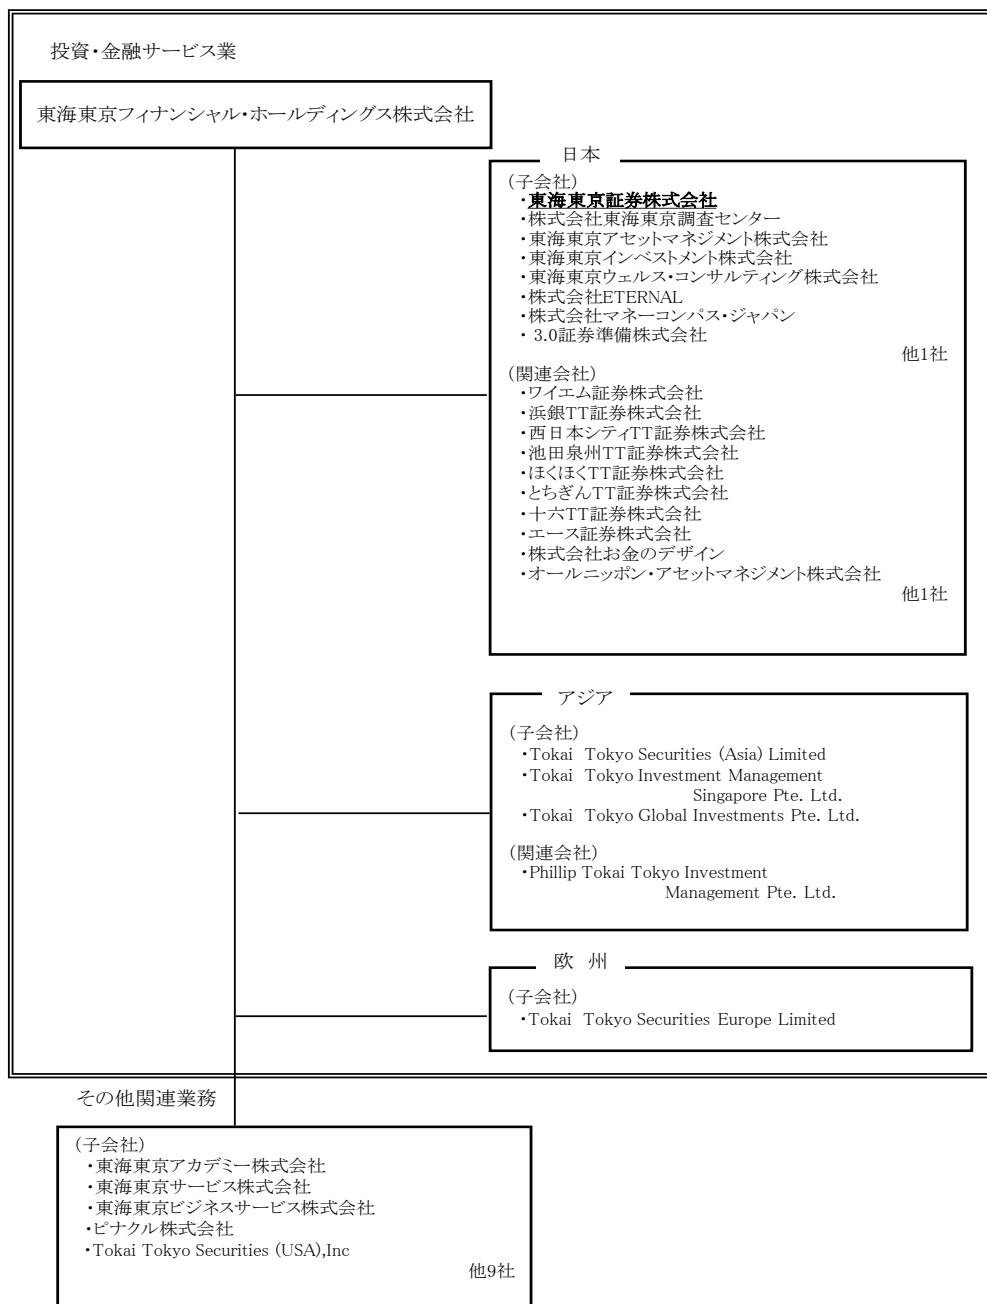 投資・金融サービス業
東海東京フィナンシャル・ホールディングス株式会社
日本
(子会社)
・東海東京証券株式会社
・株式会社東海東京調査センター
・東海東京アセットマネジメント株式会社
・東海東京インベストメント株式会社
・東海東京ウェルス・コンサルティング株式会社
・株式会社ETERNAL
・株式会社マネーコンパス・ジャパン
・ 3.0証券準備株式会社
他1社
(関連会社)
・ワイエム証券株式会社
・浜銀TT証券株式会社
・西日本シティTT証券株式会社
・池田泉州TT証券株式会社
・ほくほくTT証券株式会社
・とちぎんTT証券株式会社
・十六TT証券株式会社
・エース証券株式会社
・株式会社お金のデザイン
・オールニッポン・アセットマネジメント株式会社
他1社
アジア
(子会社)
・Tokai Tokyo Securities (Asia) Limited
・Tokai Tokyo Investment Management
Singapore Pte. Ltd.
・Tokai Tokyo Global Investments Pte. Ltd.
(関連会社)
・Phillip Tokai Tokyo Investment
Management Pte. Ltd.
欧 州
(子会社)
・Tokai Tokyo Securities Europe Limited
その他関連業務
(子会社)
・東海東京アカデミー株式会社
・東海東京サービス株式会社
・東海東京ビジネスサービス株式会社
・ピナクル株式会社
・Tokai Tokyo Securities (USA),Inc
他9社